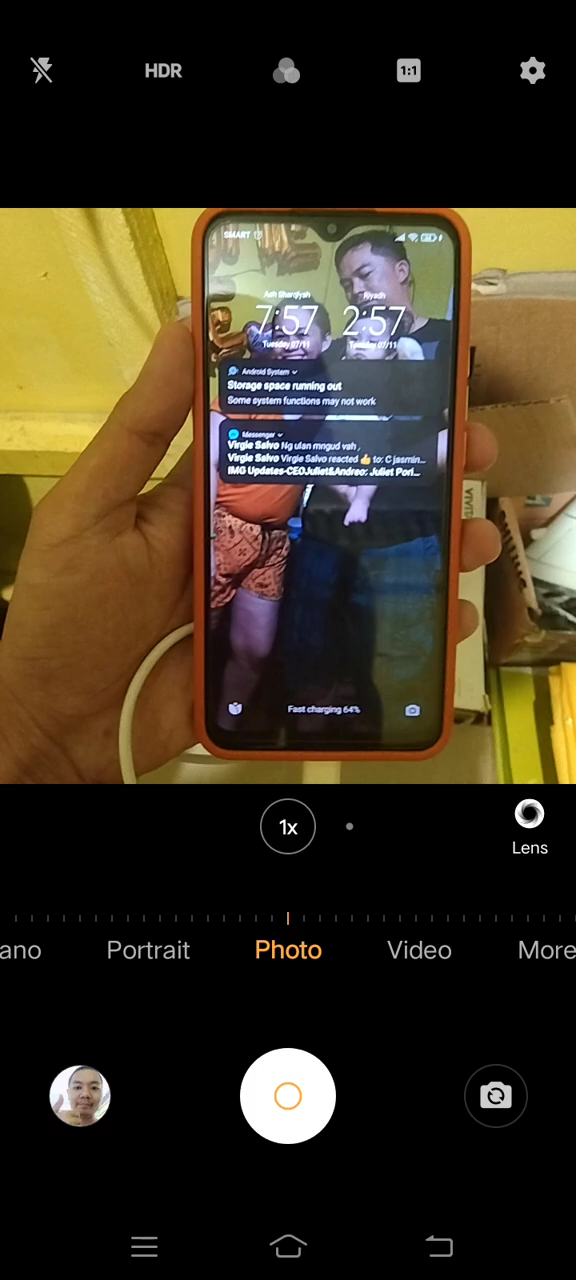 HDR
1:1
SMART
Ash Sharqiyah
Riyadh
7:57
2:57
Tuesday 07/11
Tuesday 07/11
Android System
Storage space running out
Some system functions may not work
Messenger
Virgie Salvo Ng ulan mngud vah ,
Virgie Salvo Virgie Salvo reacted 👍 to: C jasmin...
IMG Updates-CEOJuliet&Andreo: Juliet Pori...
Fast charging 64%
1x
Lens
ano
Portrait
Photo
Video
More